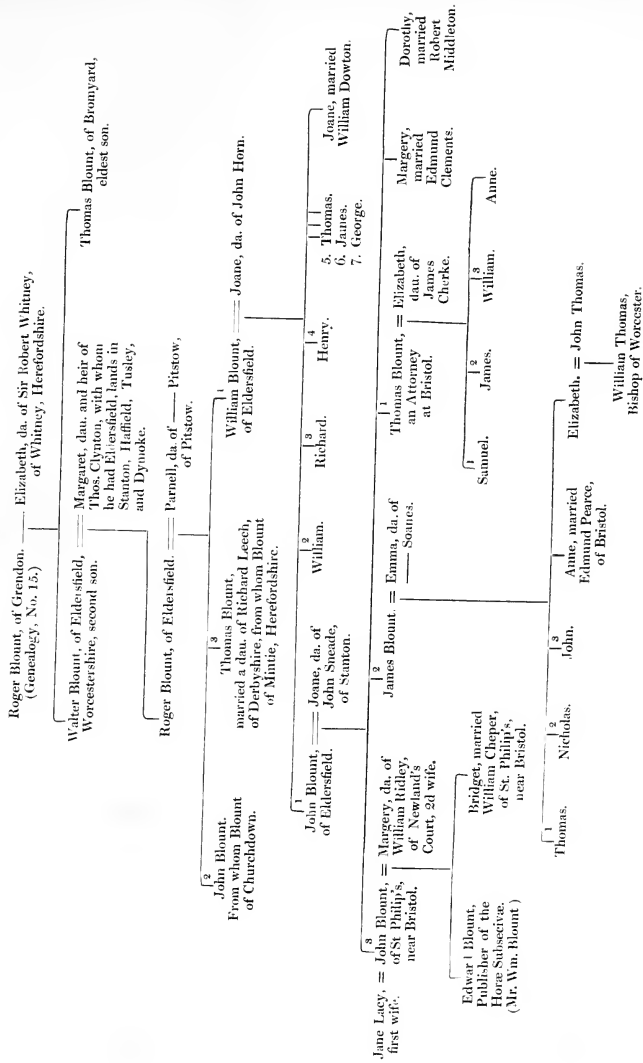 Roger Blount, of Grendon. —— Elizabeth, da. of Sir Robert Whitney,
(Genealogy, No. 15.)
of Whitney, Herefordshire.
Walter Blount, of Eldersfield,
Worcestershire, second son.
Margaret, dau. and heir of
Thos. Clynton, with whom
he had Eldersfield, lands in
Stanton, Haffield, Tusley,
and Dymoke.
Thomas Blount, of Bromyard,
eldest son.
Roger Blount, of Eldersfield. == Parnell, da. of —— Pitstow,
of Pitstow.
2
John Blount.
From whom Blount
of Churchdown.
3
Thomas Blount,
married a dau. of Richard Leech,
of Derbyshire, from whom Blount
of Mintie, Herefordshire.
1
William Blount, == Joane, da. of John Horn.
of Eldersfield.
1
John Blount, == Joane, da. of
of Eldersfield.
John Sneade,
of Stanton.
2
William.
3
Richard.
4
Henry.
5. Thomas.
6. James.
7. George.
Joane, married
William Dowton.
Jane Lacy, =
first wife.
3
John Blount, =
of St Philip's,
near Bristol.
Margery, da. of
William Ridley,
of Newland's
Court, 2d wife.
2
James Blount. = Emma, da. of
—— Soanes.
1
Thomas Blount, =
an Attorney
at Bristol.
Elizabeth,
dau. of
James
Cherke.
Margery,
married
Edmund
Clements.
Dorothy,
married
Robert
Middleton.
Edwar Blount,
Publisher of the
Horæ Subsecivæ.
(Mr. Wm. Blount)
Bridget, married
William Cheper,
of St. Philip's,
near Bristol.
1
Samuel.
2
James.
3
William.
Anne.
1
Thomas.
2
Nicholas.
3
John.
Anne, married
Edmund Pearce,
of Bristol.
Elizabeth. = John Thomas.
William Thomas,
Bishop of Worcester.